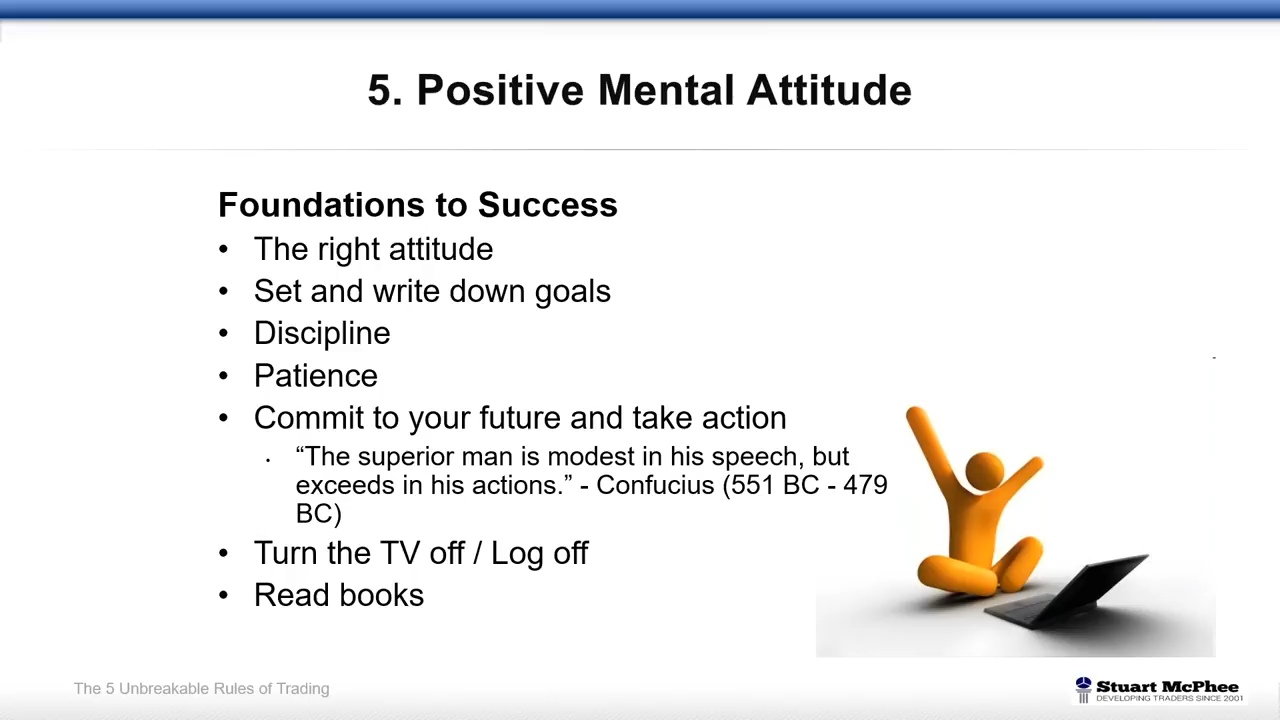 5. Positive Mental Attitude
Foundations to Success
• The right attitude
• Set and write down goals
• Discipline
• Patience
• Commit to your future and take action
• “The superior man is modest in his speech, but
exceeds in his actions.” - Confucius (551 BC - 479
BC)
• Turn the TV off / Log off
• Read books
The 5 Unbreakable Rules of Trading
Stuart McPhee
DEVELOPING TRADERS SINCE 2001